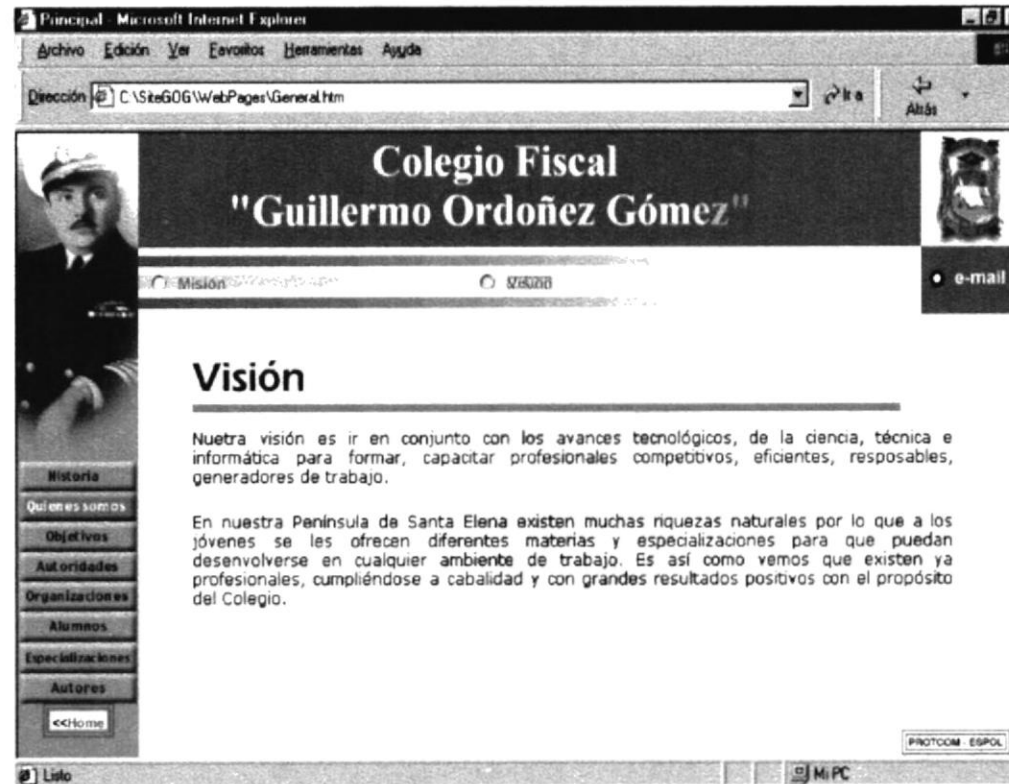 Principal - Microsoft Internet Explorer
Archivo Edición Ver Favoritos Herramientas Ayuda
Dirección C:\SiteGOG\WebPages\General.htm Ir a Atrás
Colegio Fiscal
"Guillermo Ordoñez Gómez"
Misión Visión e-mail
Visión
Nuetra visión es ir en conjunto con los avances tecnológicos, de la ciencia, técnica e
informática para formar, capacitar profesionales competitivos, eficientes, resposables,
generadores de trabajo.
En nuestra Península de Santa Elena existen muchas riquezas naturales por lo que a los
jóvenes se les ofrecen diferentes materias y especializaciones para que puedan
desenvolverse en cualquier ambiente de trabajo. Es así como vemos que existen ya
profesionales, cumpliéndose a cabalidad y con grandes resultados positivos con el propósito
del Colegio.
Historia
Quienes somos
Objetivos
Autoridades
Organizaciones
Alumnos
Especializaciones
Autores
<<Home
PROTCOM - ESPOL
Listo Mi PC